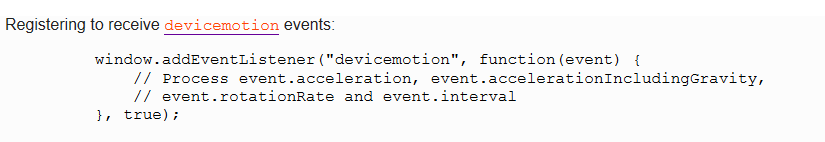 Registering to receive devicemotion events:
window.addEventListener("devicemotion", function(event) {
// Process event.acceleration, event.accelerationIncludingGravity,
// event.rotationRate and event.interval
}, true);